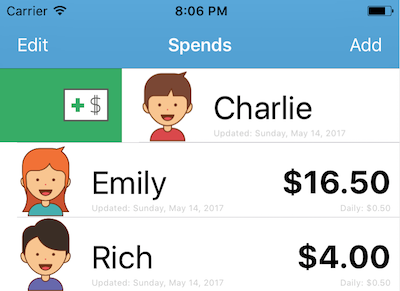 Carrier 8:06 PM
Edit Spends Add
$
Charlie
Updated: Sunday, May 14, 2017
Emily $16.50
Updated: Sunday, May 14, 2017 Daily: $0.50
Rich $4.00
Updated: Sunday, May 14, 2017 Daily: $0.50